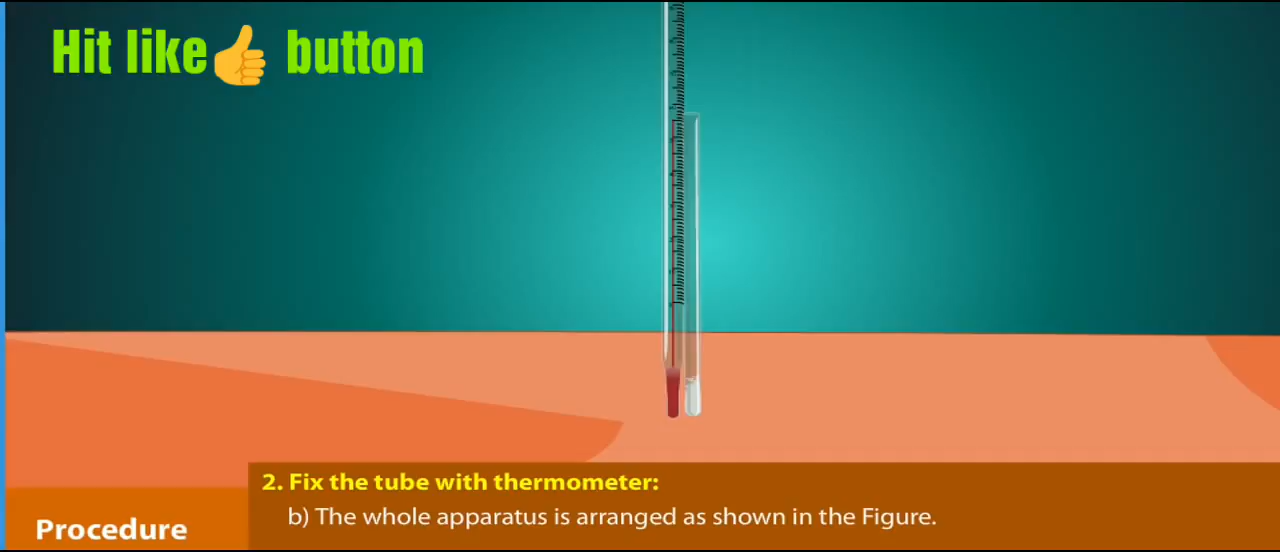 Hit like👍 button
2. Fix the tube with thermometer:
b) The whole apparatus is arranged as shown in the Figure.
Procedure